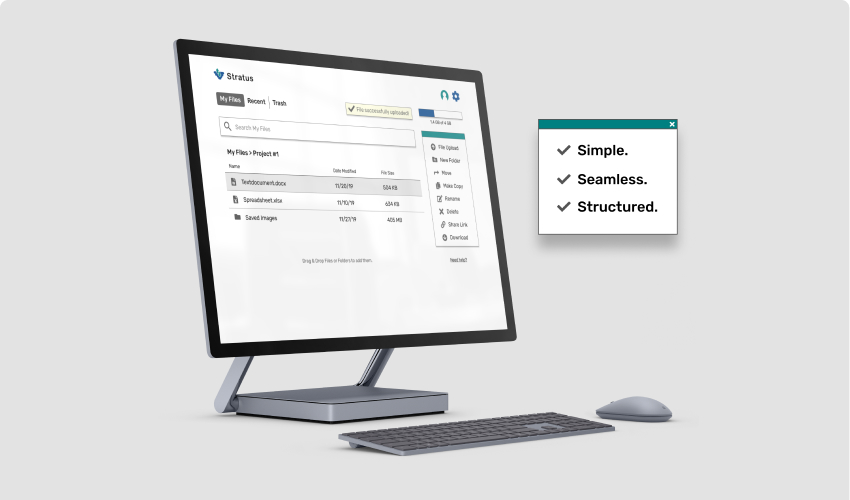 Stratus
My Files Recent Trash
File successfully uploaded!
1.4 GB of 4 GB
Search My Files
My Files > Project #1
Name Date Modified File Size
Textdocument.docx 11/20/19 524 KB
Spreadsheet.xlsx 11/10/19 634 KB
Saved Images 11/27/19 405 MB
Drag & Drop Files or Folders to add them.
File Upload
New Folder
Move
Make Copy
Rename
Delete
Share Link
Download
Need help?
Simple.
Seamless.
Structured.